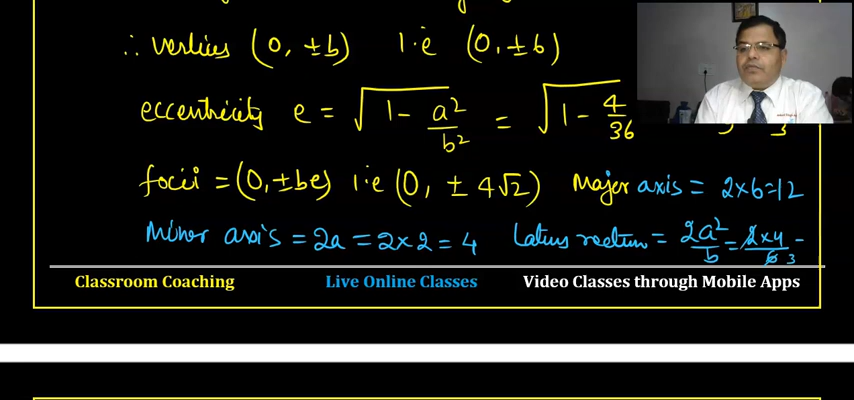 ∴ vertices (0, ±b) i.e (0, ±6)
eccentricity e = √(1 - a²/b²) = √(1 - 4/36)
focii = (0, ±be) i.e (0, ± 4√2) Major axis = 2×6=12
Minor axis = 2a = 2×2 = 4 Latus rectum = 2a²/b = 2×4/6 3 =
Classroom Coaching Live Online Classes Video Classes through Mobile Apps